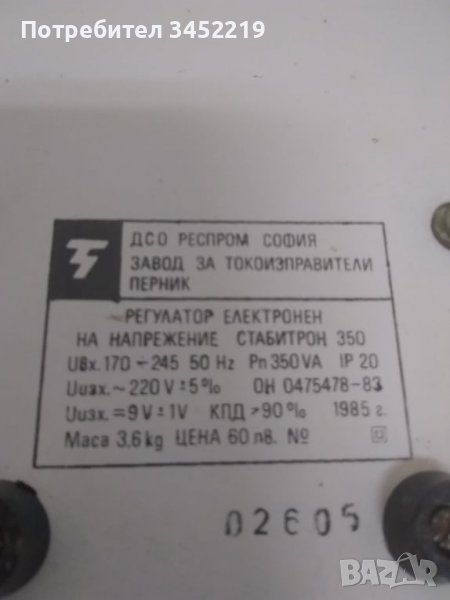 Потребител 3452219
ДСО РЕСПРОМ СОФИЯ
ЗАВОД ЗА ТОКОИЗПРАВИТЕЛИ
ПЕРНИК
РЕГУЛАТОР ЕЛЕКТРОНЕН
НА НАПРЕЖЕНИЕ СТАБИТРОН 350
Uвх. 170 ÷ 245 50 Hz Pn 350 VA IP 20
Uизх. ~ 220 V ± 5% ОН 0475478-83
Uизх. = 9 V ± 1V КПД > 90% 1985 г.
Маса 3,6 kg ЦЕНА 60 лв. №
02605
BAZAR